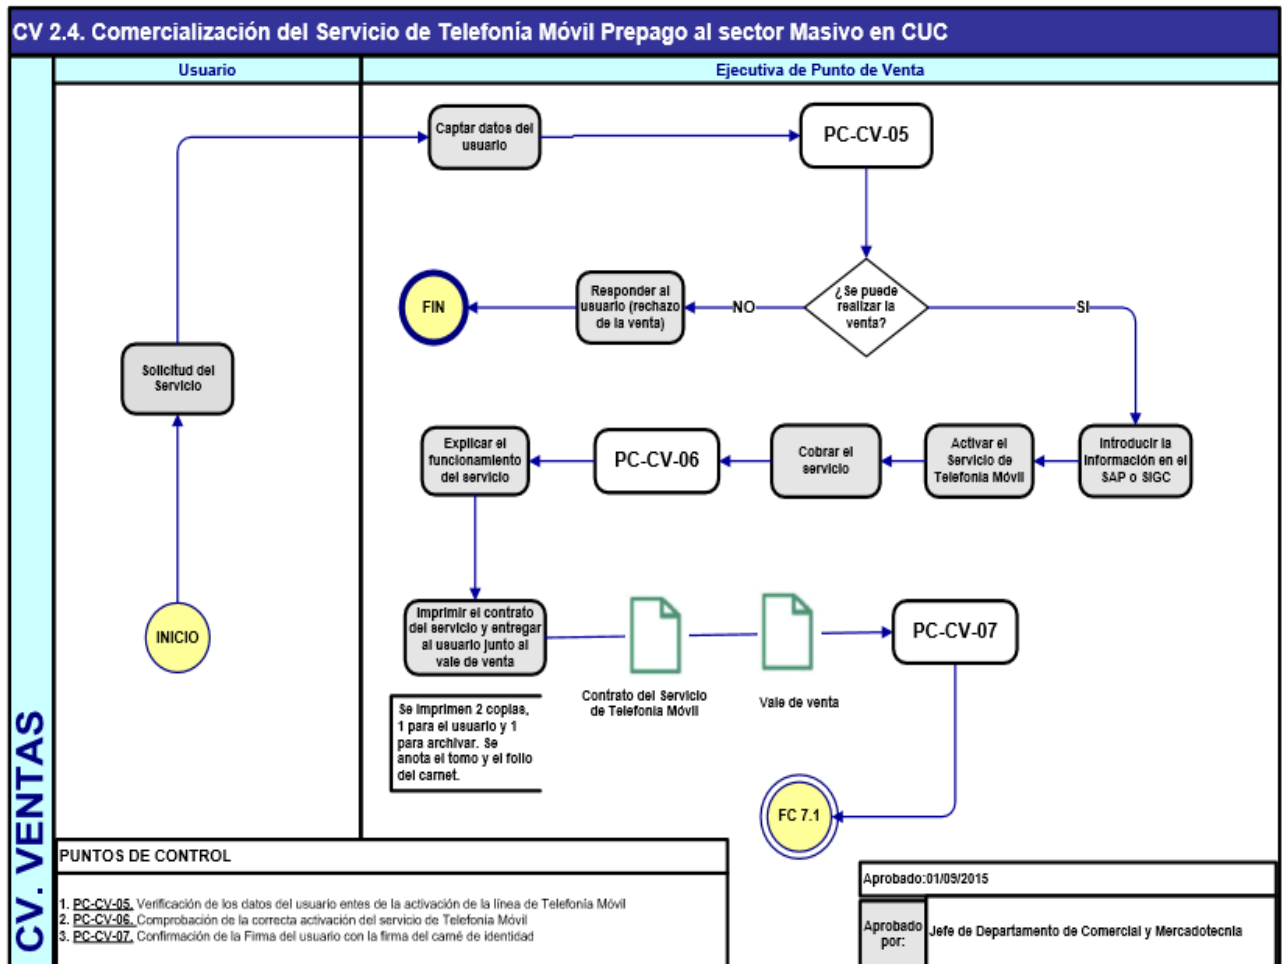 CV 2.4. Comercialización del Servicio de Telefonía Móvil Prepago al sector Masivo en CUC
Usuario
Ejecutiva de Punto de Venta
Captar datos del
usuario
PC-CV-05
¿Se puede
realizar la
venta?
NO
SI
Responder al
usuario (rechazo
de la venta)
FIN
Solicitud del
Servicio
INICIO
Introducir la
información en el
SAP o SIGC
Activar el
Servicio de
Telefonía Móvil
Cobrar el
servicio
PC-CV-06
Explicar el
funcionamiento
del servicio
Imprimir el contrato
del servicio y entregar
al usuario junto al
vale de venta
Contrato del Servicio
de Telefonía Móvil
Vale de venta
PC-CV-07
Se imprimen 2 copias,
1 para el usuario y 1
para archivar. Se
anota el tomo y el folio
del carnet.
FC 7.1
CV. VENTAS
PUNTOS DE CONTROL
1. PC-CV-05. Verificación de los datos del usuario entes de la activación de la línea de Telefonía Móvil
2. PC-CV-06. Comprobación de la correcta activación del servicio de Telefonía Móvil
3. PC-CV-07. Confirmación de la Firma del usuario con la firma del carné de identidad
Aprobado:01/09/2015
Aprobado
por:
Jefe de Departamento de Comercial y Mercadotecnia